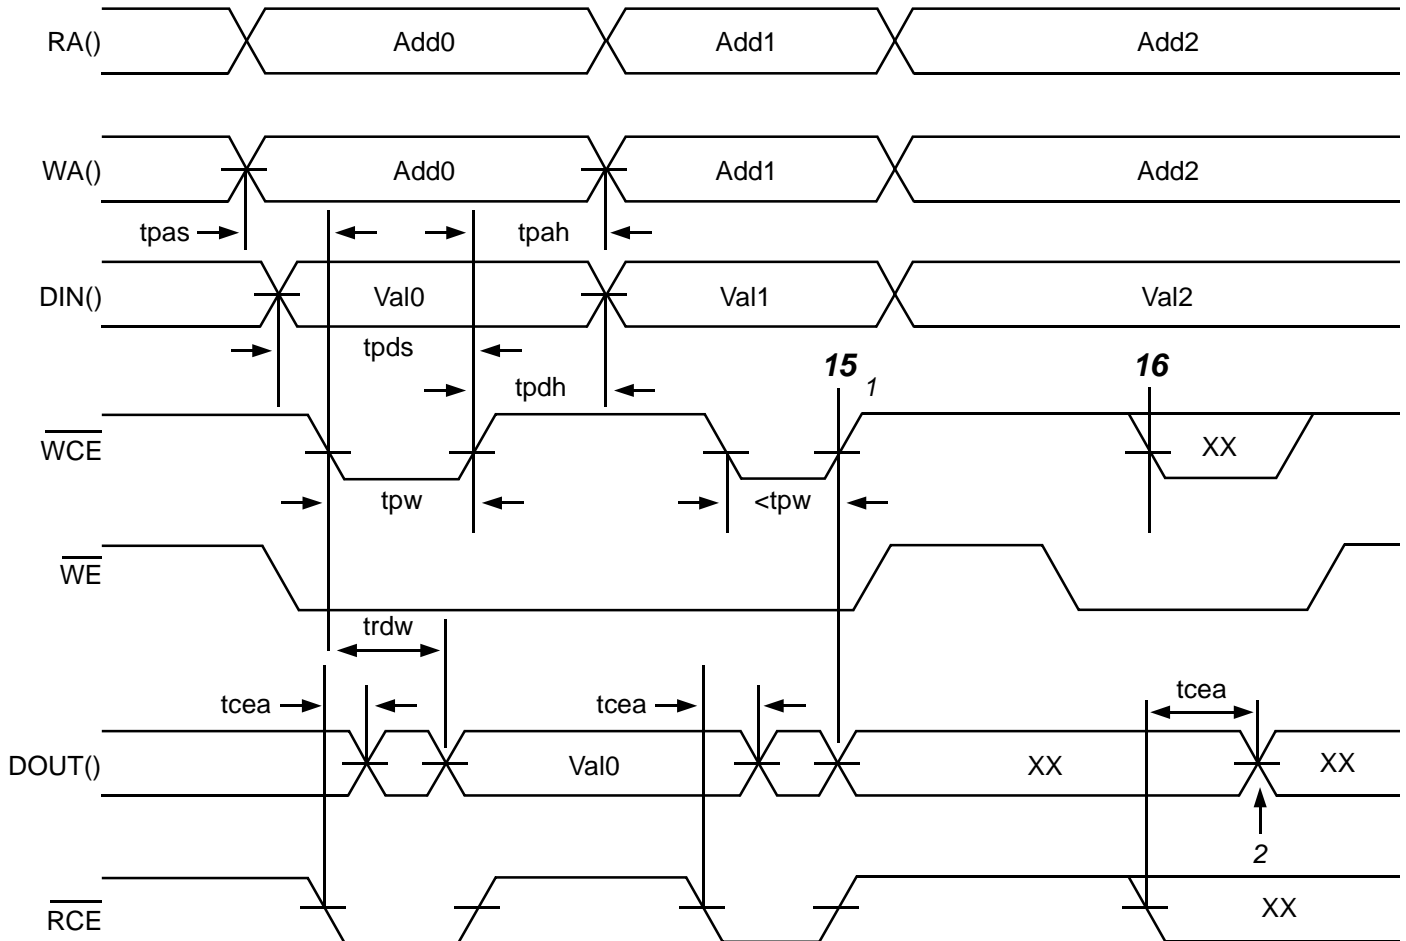 RA() Add0 Add1 Add2
WA() Add0 Add1 Add2
tpas tpah
DIN() Val0 Val1 Val2
tpds 15 1 16
tpdh
WCE XX
tpw <tpw
WE
trdw
tcea tcea tcea
DOUT() Val0 XX XX
2
RCE XX